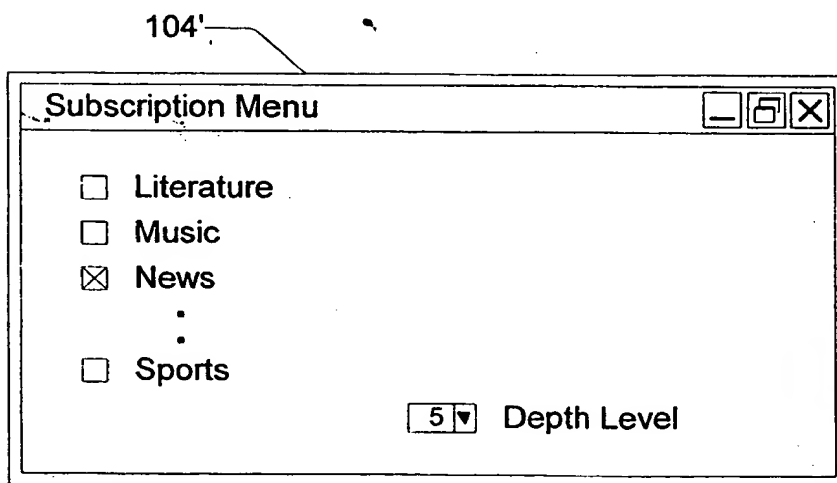 104'
Subscription Menu
Literature
Music
News
Sports
5 Depth Level